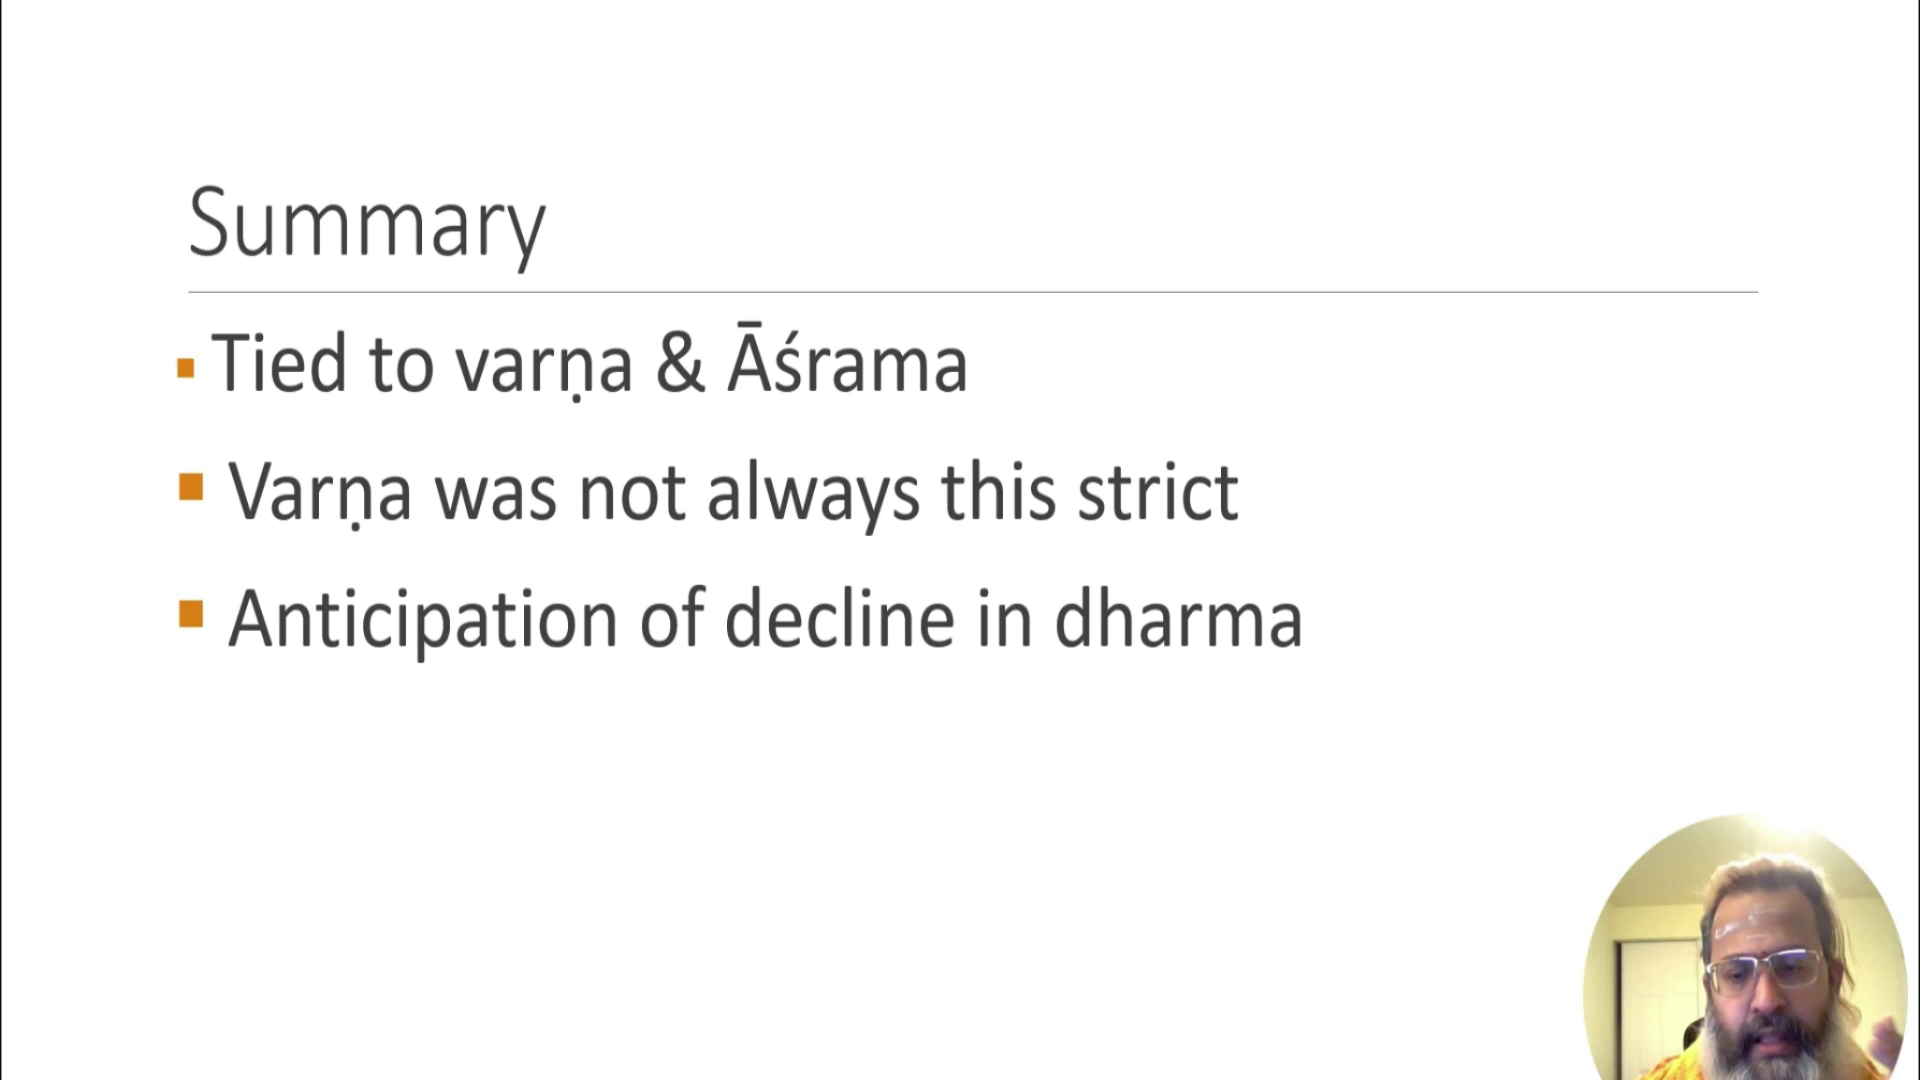 Summary
Tied to varṇa & Āśrama
Varṇa was not always this strict
Anticipation of decline in dharma